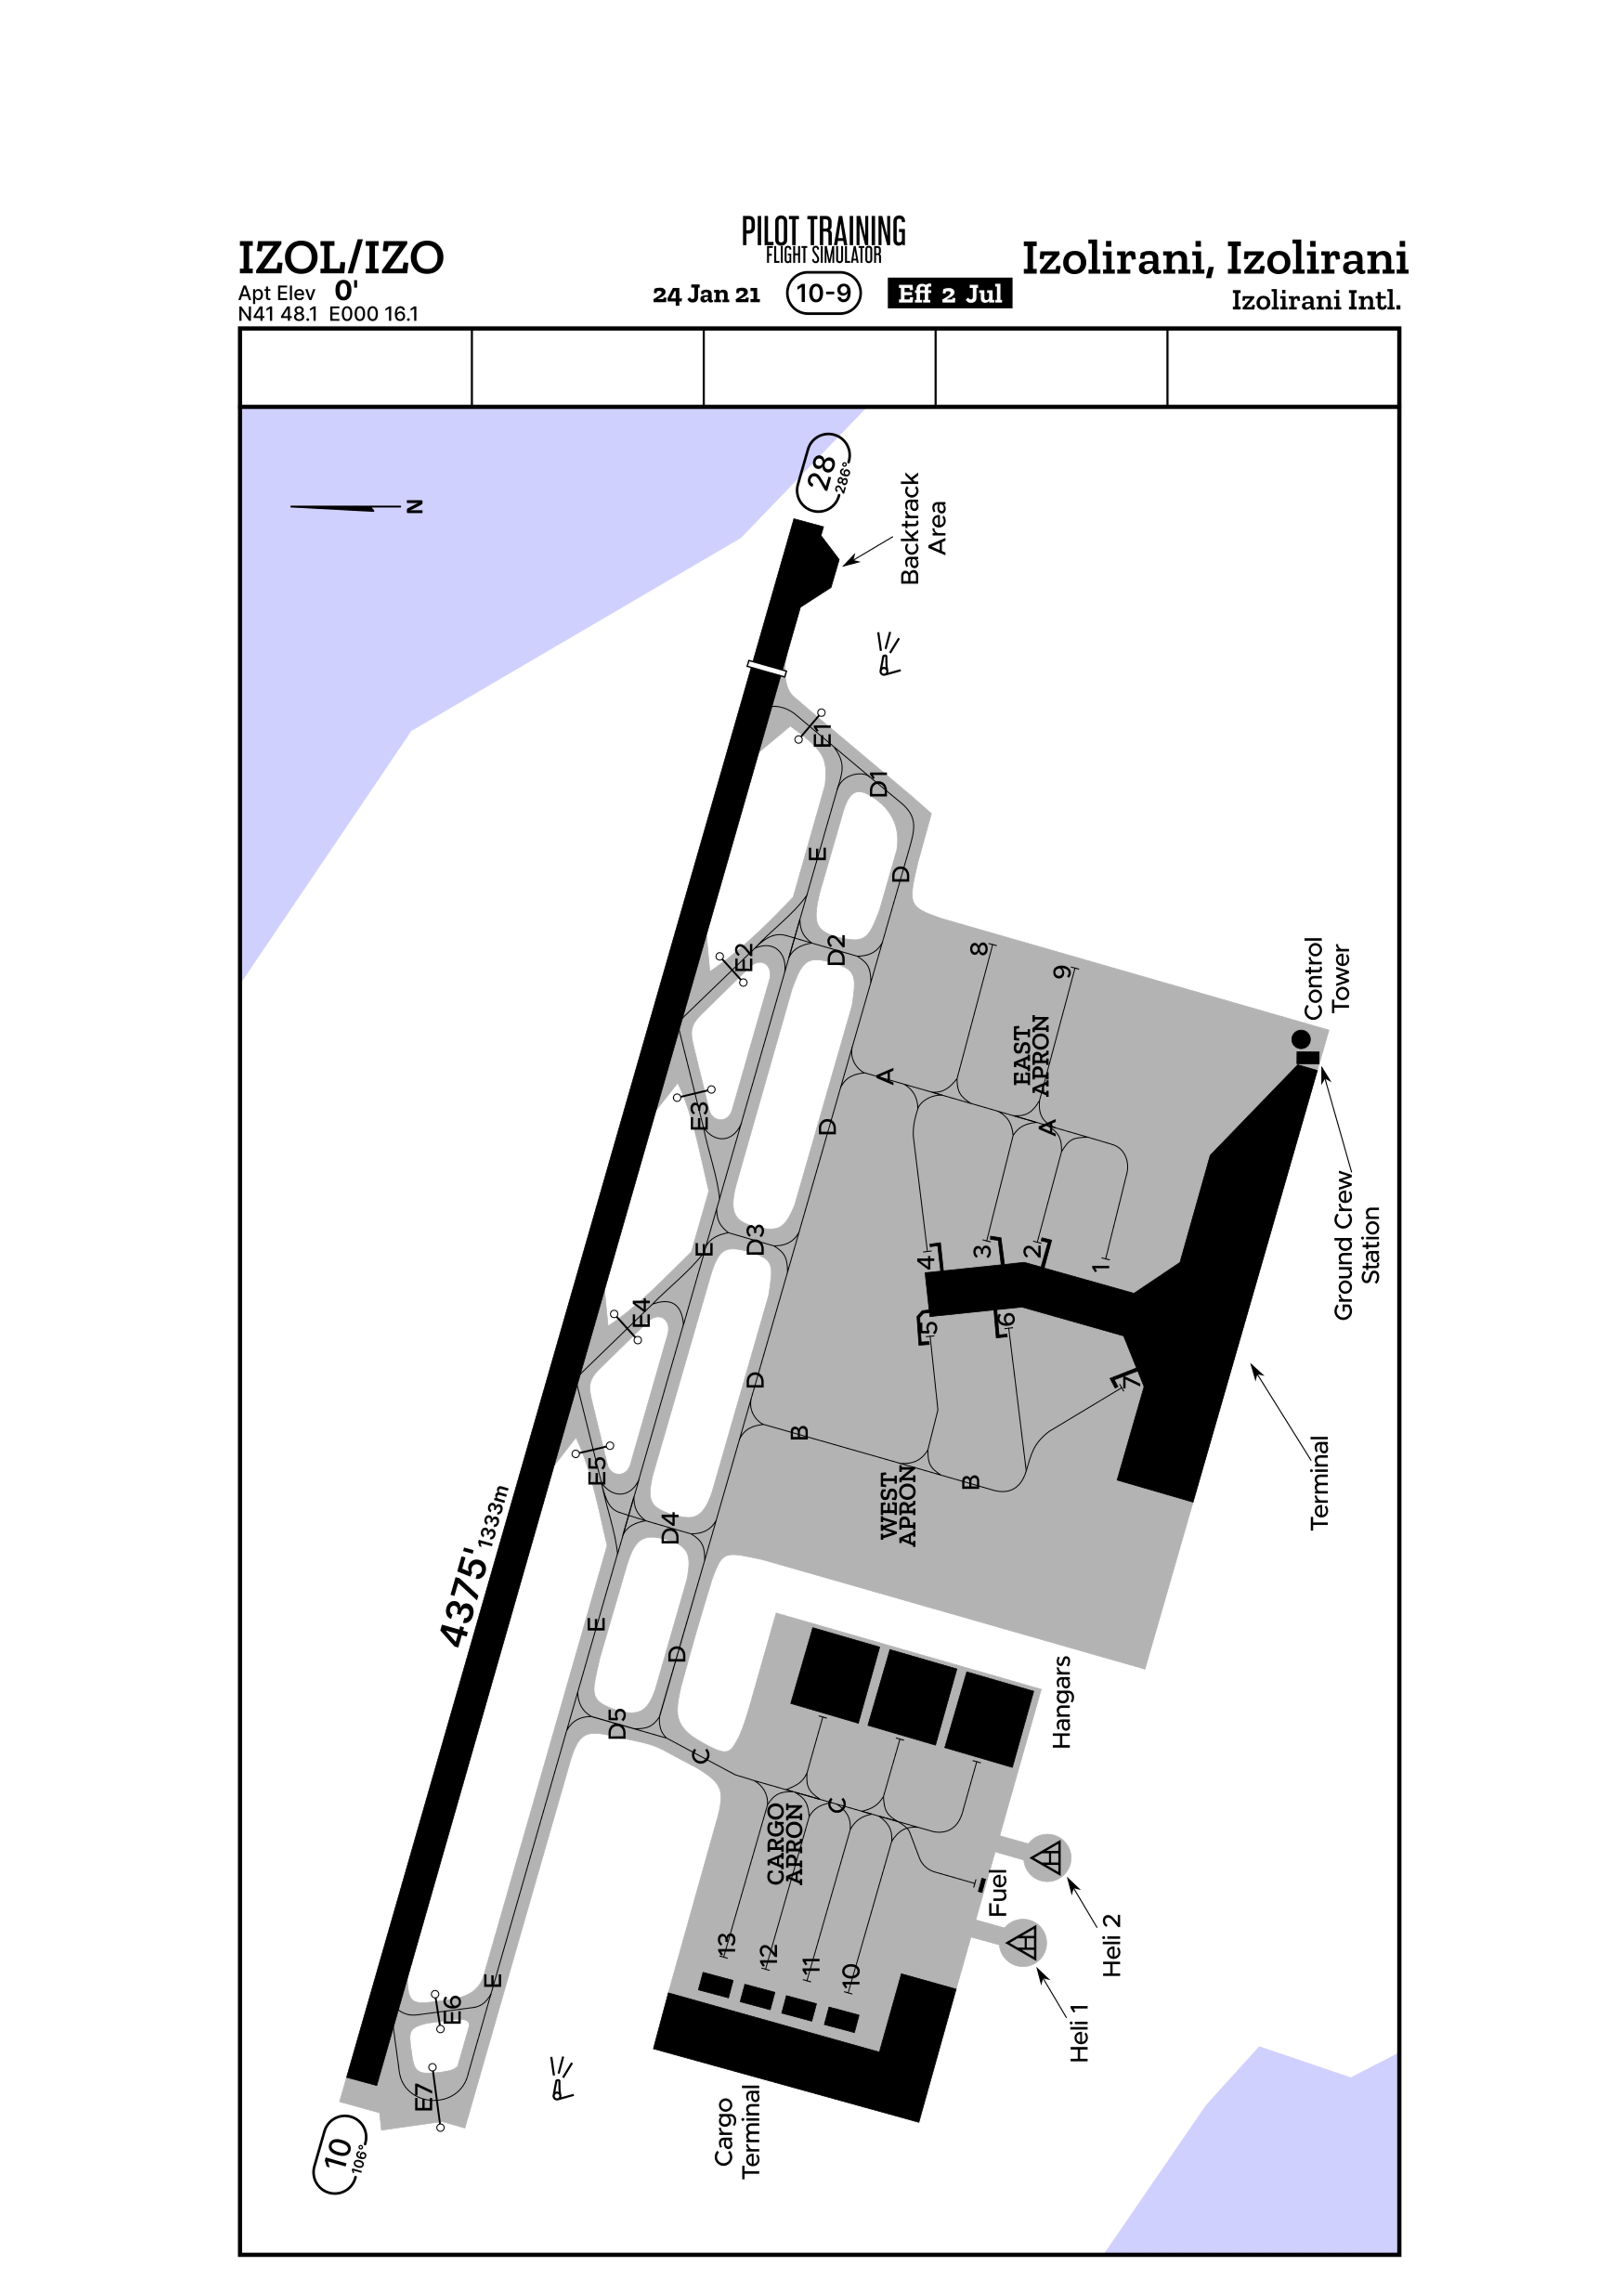 IZOL/IZO
Apt Elev 0'
N41 48.1 E000 16.1
PILOT TRAINING
FLIGHT SIMULATOR
24 Jan 21
10-9
Eff 2 Jul
Izolirani, Izolirani
Izolirani Intl.
N
28
286°
Backtrack
Area
E1
D1
E
D
E2
D2
8
9
EAST
APRON
Control
Tower
A
E3
D
A
D3
E
4
3
2
1
Ground Crew
Station
E4
5
6
7
D
B
E5
B
WEST
APRON
Terminal
4375' 1333m
D4
E
D
D5
C
Hangars
C
CARGO
APRON
Fuel
13
12
11
10
Heli 2
Heli 1
E
E6
E7
H
H
Cargo
Terminal
10
106°